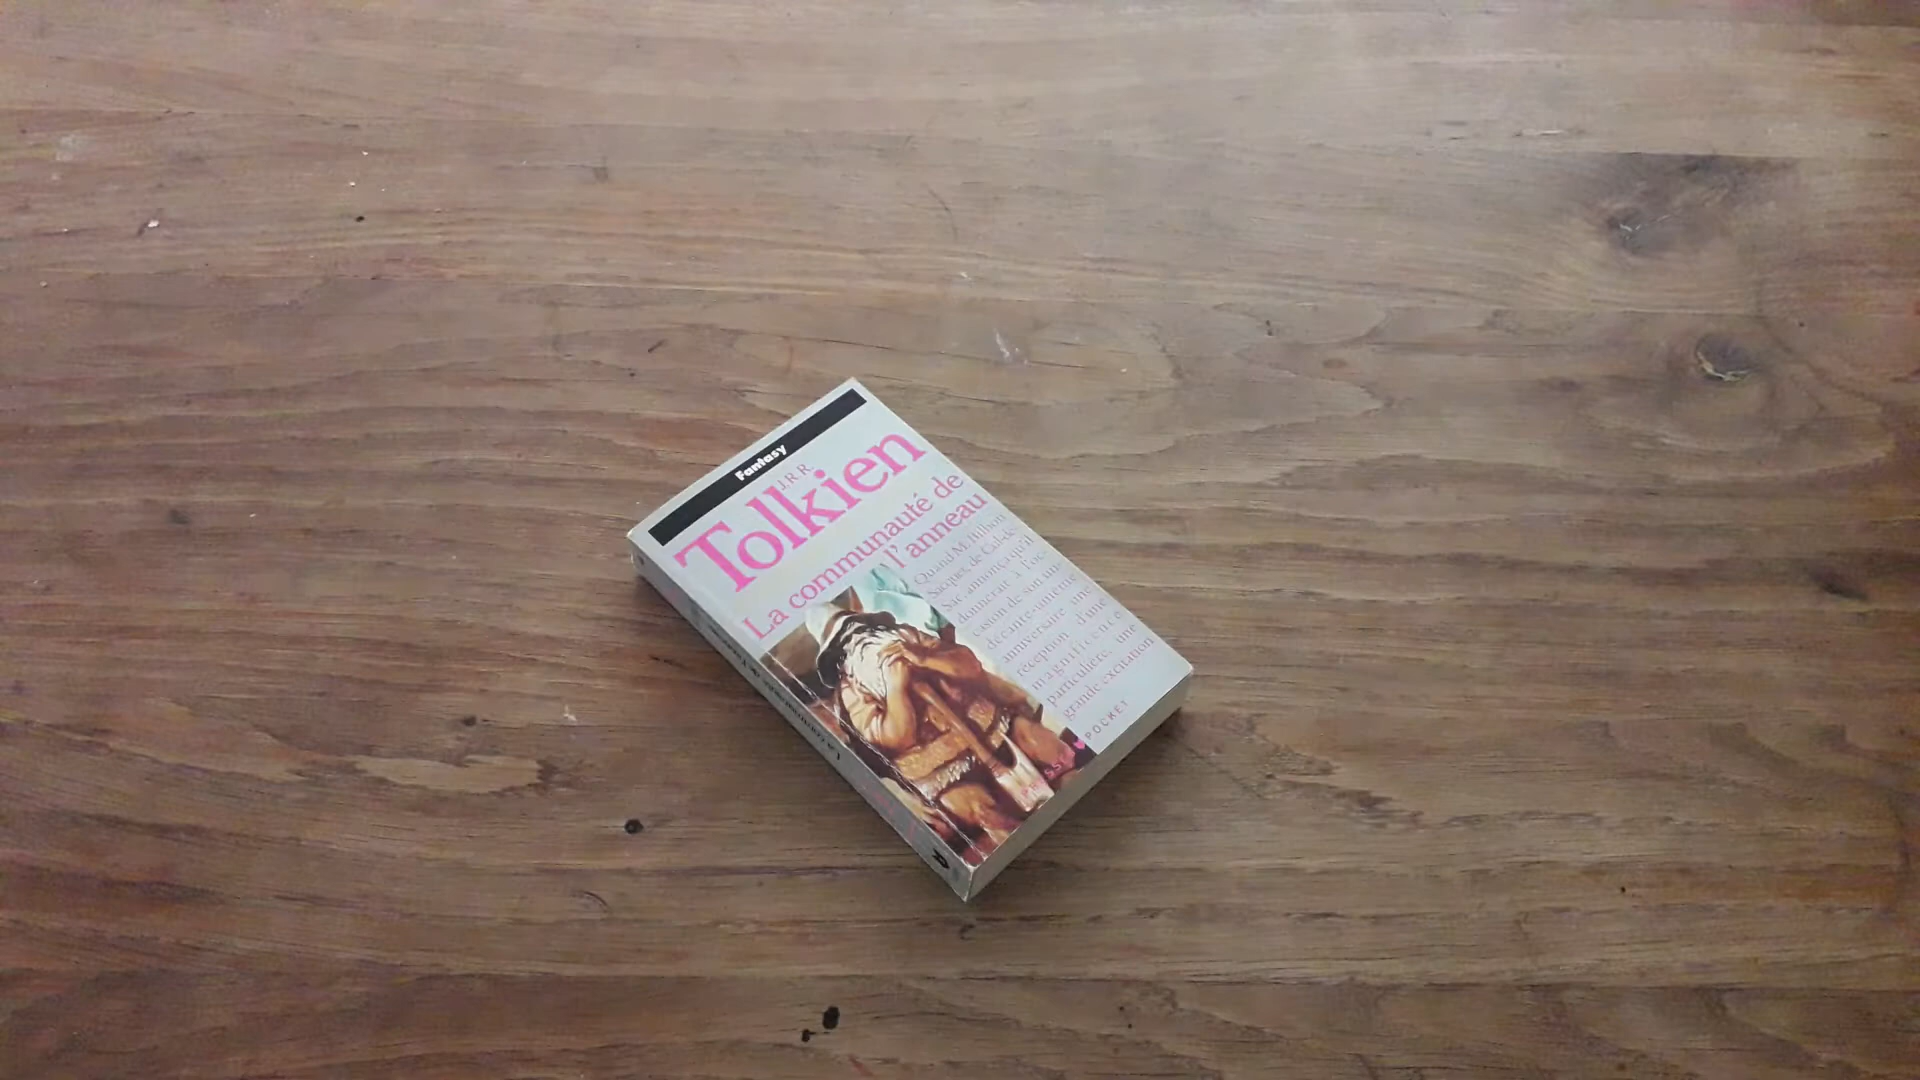 Fantasy
J.R.R.
Tolkien
La communauté de
l'anneau
Quand M. Bilbon
Sacquet, de Cul-de-
Sac, annonça qu'il
donnerait à l'oc-
casion de son un-
décante-unième
anniversaire une
réception d'une
magnificence
particulière, une
grande excitation
POCKET